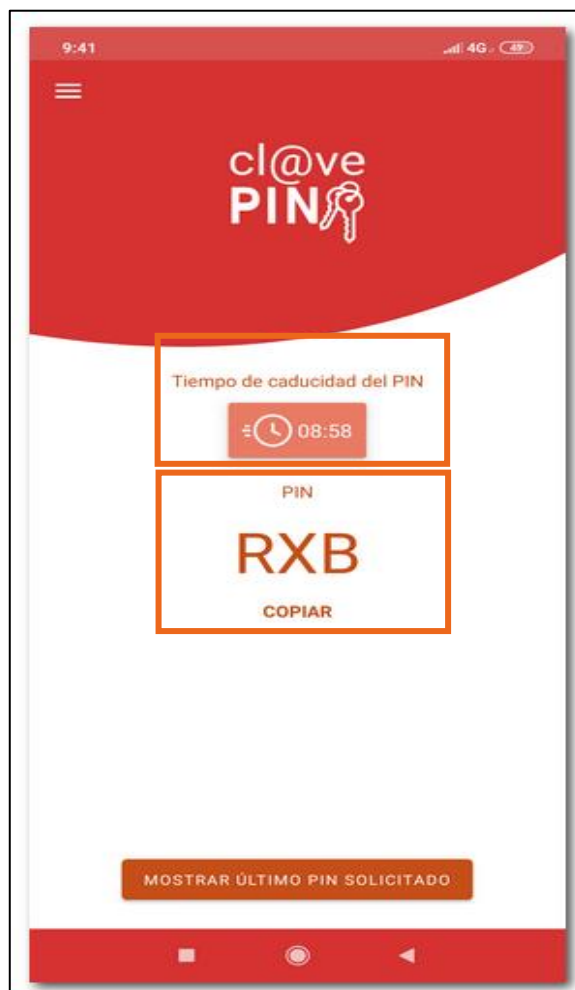 9:41
4G 49
cl@ve
PIN
Tiempo de caducidad del PIN
08:58
PIN
RXB
COPIAR
MOSTRAR ÚLTIMO PIN SOLICITADO